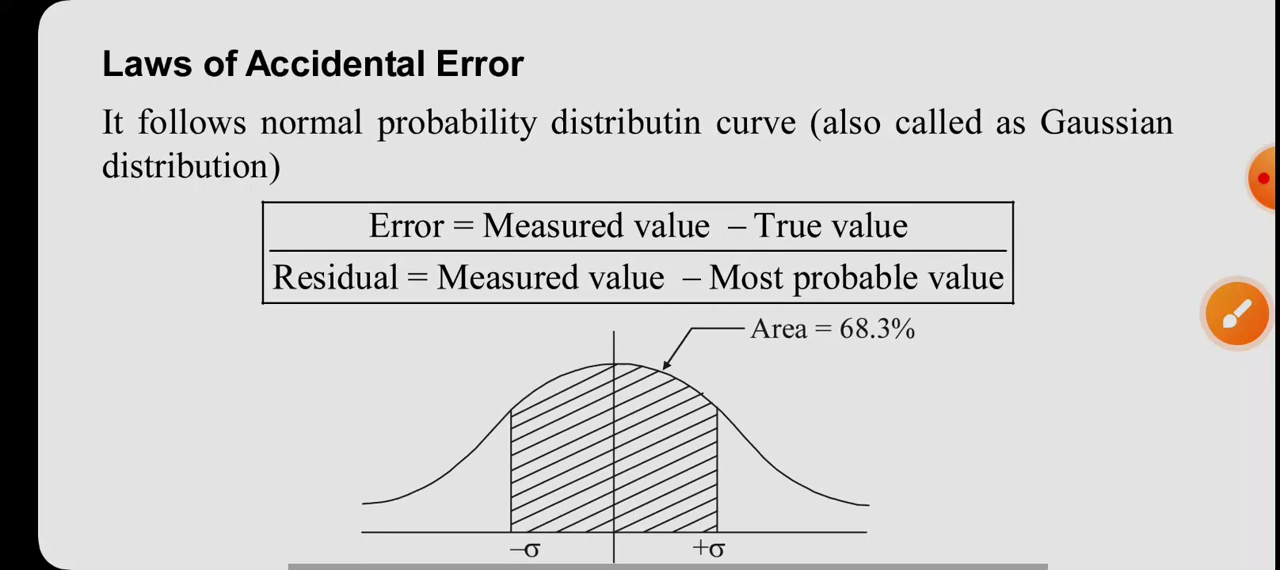 Laws of Accidental Error
It follows normal probability distributin curve (also called as Gaussian
distribution)
Error = Measured value – True value
Residual = Measured value – Most probable value
Area = 68.3%
–σ +σ